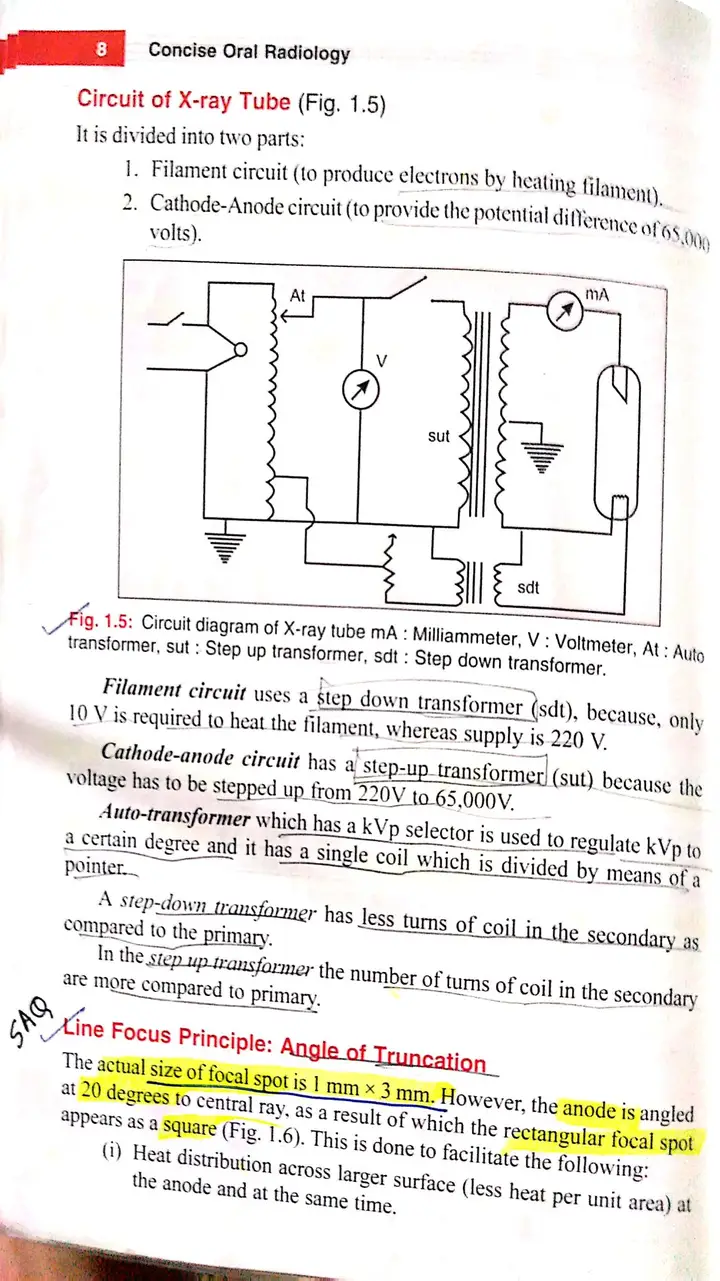 8 Concise Oral Radiology
Circuit of X-ray Tube (Fig. 1.5)
It is divided into two parts:
1. Filament circuit (to produce electrons by heating filament).
2. Cathode-Anode circuit (to provide the potential difference of 65,000
volts).
At
mA
V
sut
sdt
Fig. 1.5: Circuit diagram of X-ray tube mA : Milliammeter, V : Voltmeter, At : Auto
transformer, sut : Step up transformer, sdt : Step down transformer.
Filament circuit uses a step down transformer (sdt), because, only
10 V is required to heat the filament, whereas supply is 220 V.
Cathode-anode circuit has a step-up transformer (sut) because the
voltage has to be stepped up from 220V to 65,000V.
Auto-transformer which has a kVp selector is used to regulate kVp to
a certain degree and it has a single coil which is divided by means of a
pointer.
A step-down transformer has less turns of coil in the secondary as
compared to the primary.
In the step up transformer the number of turns of coil in the secondary
are more compared to primary.
SAQ
Line Focus Principle: Angle of Truncation
The actual size of focal spot is 1 mm × 3 mm. However, the anode is angled
at 20 degrees to central ray, as a result of which the rectangular focal spot
appears as a square (Fig. 1.6). This is done to facilitate the following:
(i) Heat distribution across larger surface (less heat per unit area) at
the anode and at the same time.